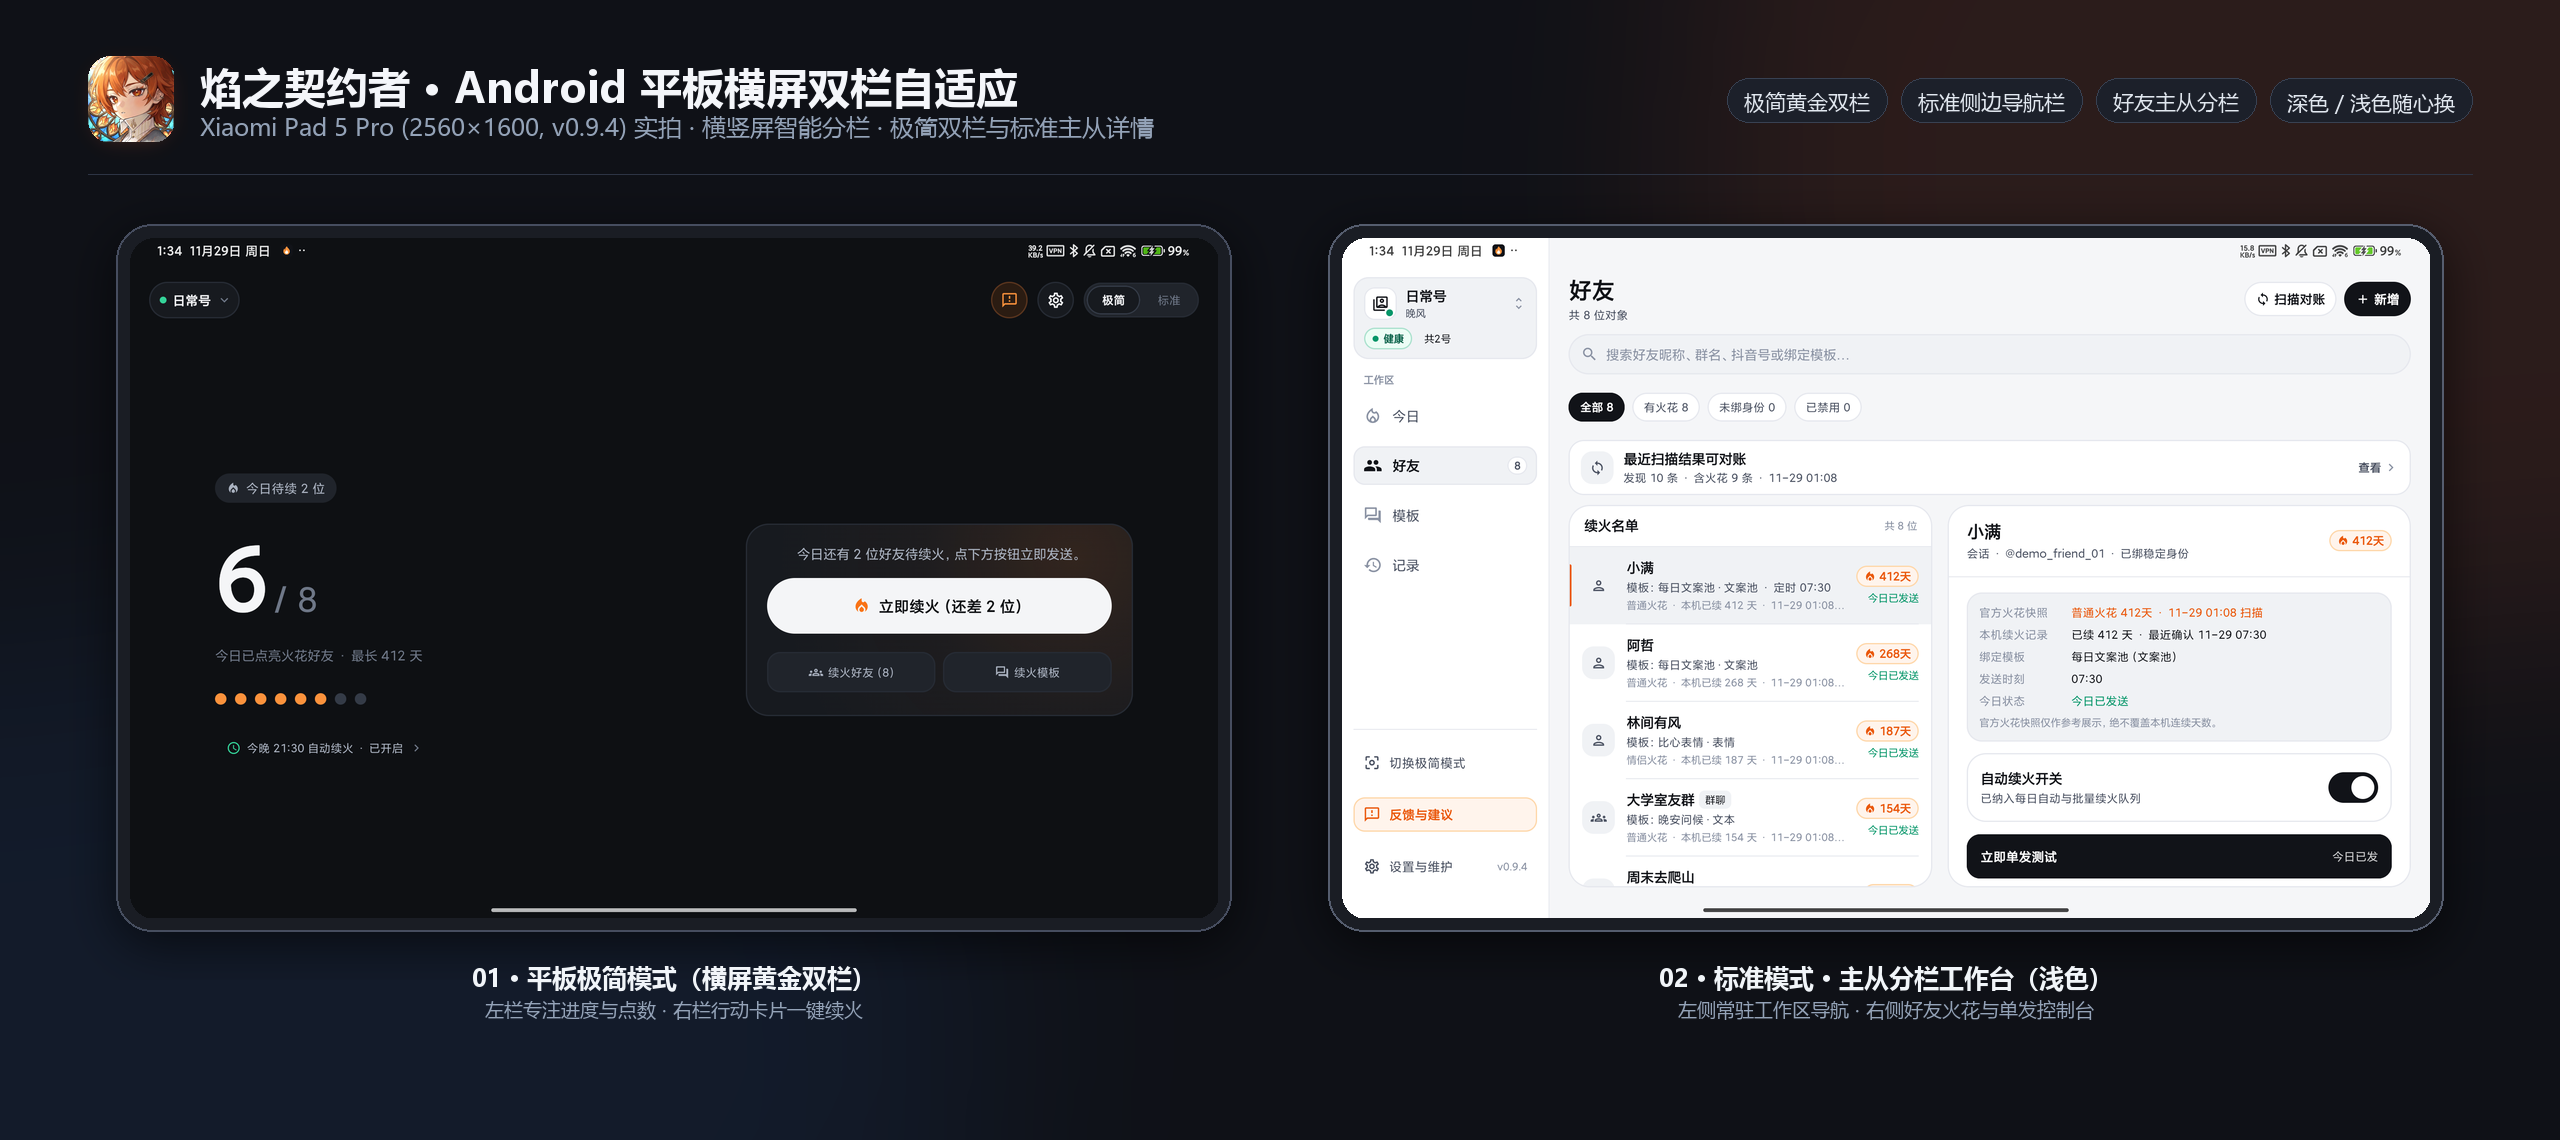 焰之契约者 • Android 平板横屏双栏自适应
Xiaomi Pad 5 Pro (2560×1600, v0.9.4) 实拍 · 横竖屏智能分栏 · 极简双栏与标准主从详情
极简黄金双栏
标准侧边导航栏
好友主从分栏
深色 / 浅色随心换
1:34 11月29日 周日
39.2 KB/s VPN 99%
日常号
极简
标准
今日待续 2 位
6 / 8
今日已点亮火花好友 · 最长 412 天
今晚 21:30 自动续火 · 已开启
今日还有 2 位好友待续火，点下方按钮立即发送。
立即续火 (还差 2 位)
续火好友 (8)
续火模板
01 • 平板极简模式（横屏黄金双栏）
左栏专注进度与点数 · 右栏行动卡片一键续火
1:34 11月29日 周日
15.8 KB/s VPN 99%
日常号
晚风
健康
共2号
工作区
今日
好友
8
模板
记录
切换极简模式
反馈与建议
设置与维护
v0.9.4
好友
共 8 位对象
扫描对账
+ 新增
搜索好友昵称、群名、抖音号或绑定模板...
全部 8
有火花 8
未绑身份 0
已禁用 0
最近扫描结果可对账
发现 10 条 · 含火花 9 条 · 11-29 01:08
查看
续火名单
共 8 位
小满
模板: 每日文案池 · 文案池 · 定时 07:30
普通火花 · 本机已续 412 天 · 11-29 01:08...
412天
今日已发送
阿哲
模板: 每日文案池 · 文案池
普通火花 · 本机已续 268 天 · 11-29 01:08...
268天
今日已发送
林间有风
模板: 比心表情 · 表情
情侣火花 · 本机已续 187 天 · 11-29 01:08...
187天
今日已发送
大学室友群 群聊
模板: 晚安问候 · 文本
普通火花 · 本机已续 154 天 · 11-29 01:08...
154天
今日已发送
周末去爬山
小满
会话 · @demo_friend_01 · 已绑稳定身份
412天
官方火花快照 普通火花 412天 · 11-29 01:08 扫描
本机续火记录 已续 412 天 · 最近确认 11-29 07:30
绑定模板 每日文案池 (文案池)
发送时刻 07:30
今日状态 今日已发送
官方火花快照仅作参考展示，绝不覆盖本机连续天数。
自动续火开关
已纳入每日自动与批量续火队列
立即单发测试
今日已发
02 • 标准模式 • 主从分栏工作台（浅色）
左侧常驻工作区导航 · 右侧好友火花与单发控制台